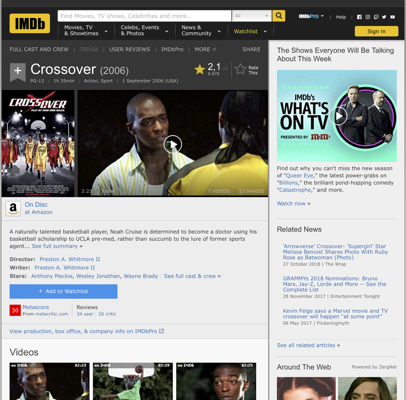 IMDb
Find Movies, TV shows, Celebrities and more...
All
IMDbPro
Help
Movies, TV & Showtimes
Celebs, Events & Photos
News & Community
Watchlist
Sign in
FULL CAST AND CREW | TRIVIA | USER REVIEWS | IMDbPro | MORE
SHARE
+
Crossover (2006)
PG-13 | 1h 35min | Action, Sport | 1 September 2006 (USA)
2,1
Rate This
CROSSOVER
2:23
7 VIDEOS
23 IMAGES
a
On Disc
at Amazon
A naturally talented basketball player, Noah Cruise is determined to become a doctor using his
basketball scholarship to UCLA pre-med, rather than succumb to the lure of former sports
agent... See full summary »
Director: Preston A. Whitmore II
Writer: Preston A. Whitmore II
Stars: Anthony Mackie, Wesley Jonathan, Wayne Brady | See full cast & crew »
+ Add to Watchlist
30
Metascore
From metacritic.com
Reviews
34 user | 26 critic
View production, box office, & company info on IMDbPro
Videos
02:23
02:23
The Shows Everyone Will Be Talking
About This Week
IMDb's
WHAT'S
ON TV
PRESENTED BY
Find out why you can't miss the new season
of "Queer Eye," the latest power-grabs on
"Billions," the brilliant pond-hopping comedy
"Catastrophe," and more.
Watch now »
Related News
'Arrowverse' Crossover: 'Supergirl' Star
Melissa Benoist Shares Photo With Ruby
Rose as Batwoman (Photo)
27 October 2018 | The Wrap
GRAMMYs 2018 Nominations: Bruno
Mars, Jay-Z, Lorde and More -- See the
Complete List
28 November 2017 | Entertainment Tonight
Kevin Feige says a Marvel movie and TV
crossover will happen "at some point"
06 May 2017 | Flickeringmyth
See all related articles »
Around The Web
Powered by ZergNet